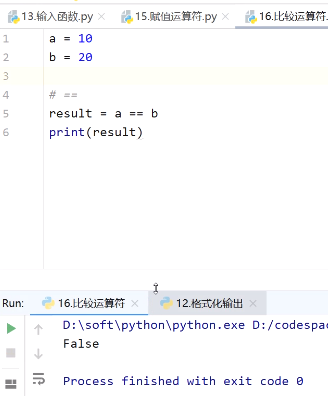 13.输入函数.py 15.赋值运算符.py 16.比较运算符.
1 a = 10
2 b = 20
3
4 # ==
5 result = a == b
6 print(result)
Run: 16.比较运算符 12.格式化输出
D:\soft\python\python.exe D:/codespac
False
Process finished with exit code 0